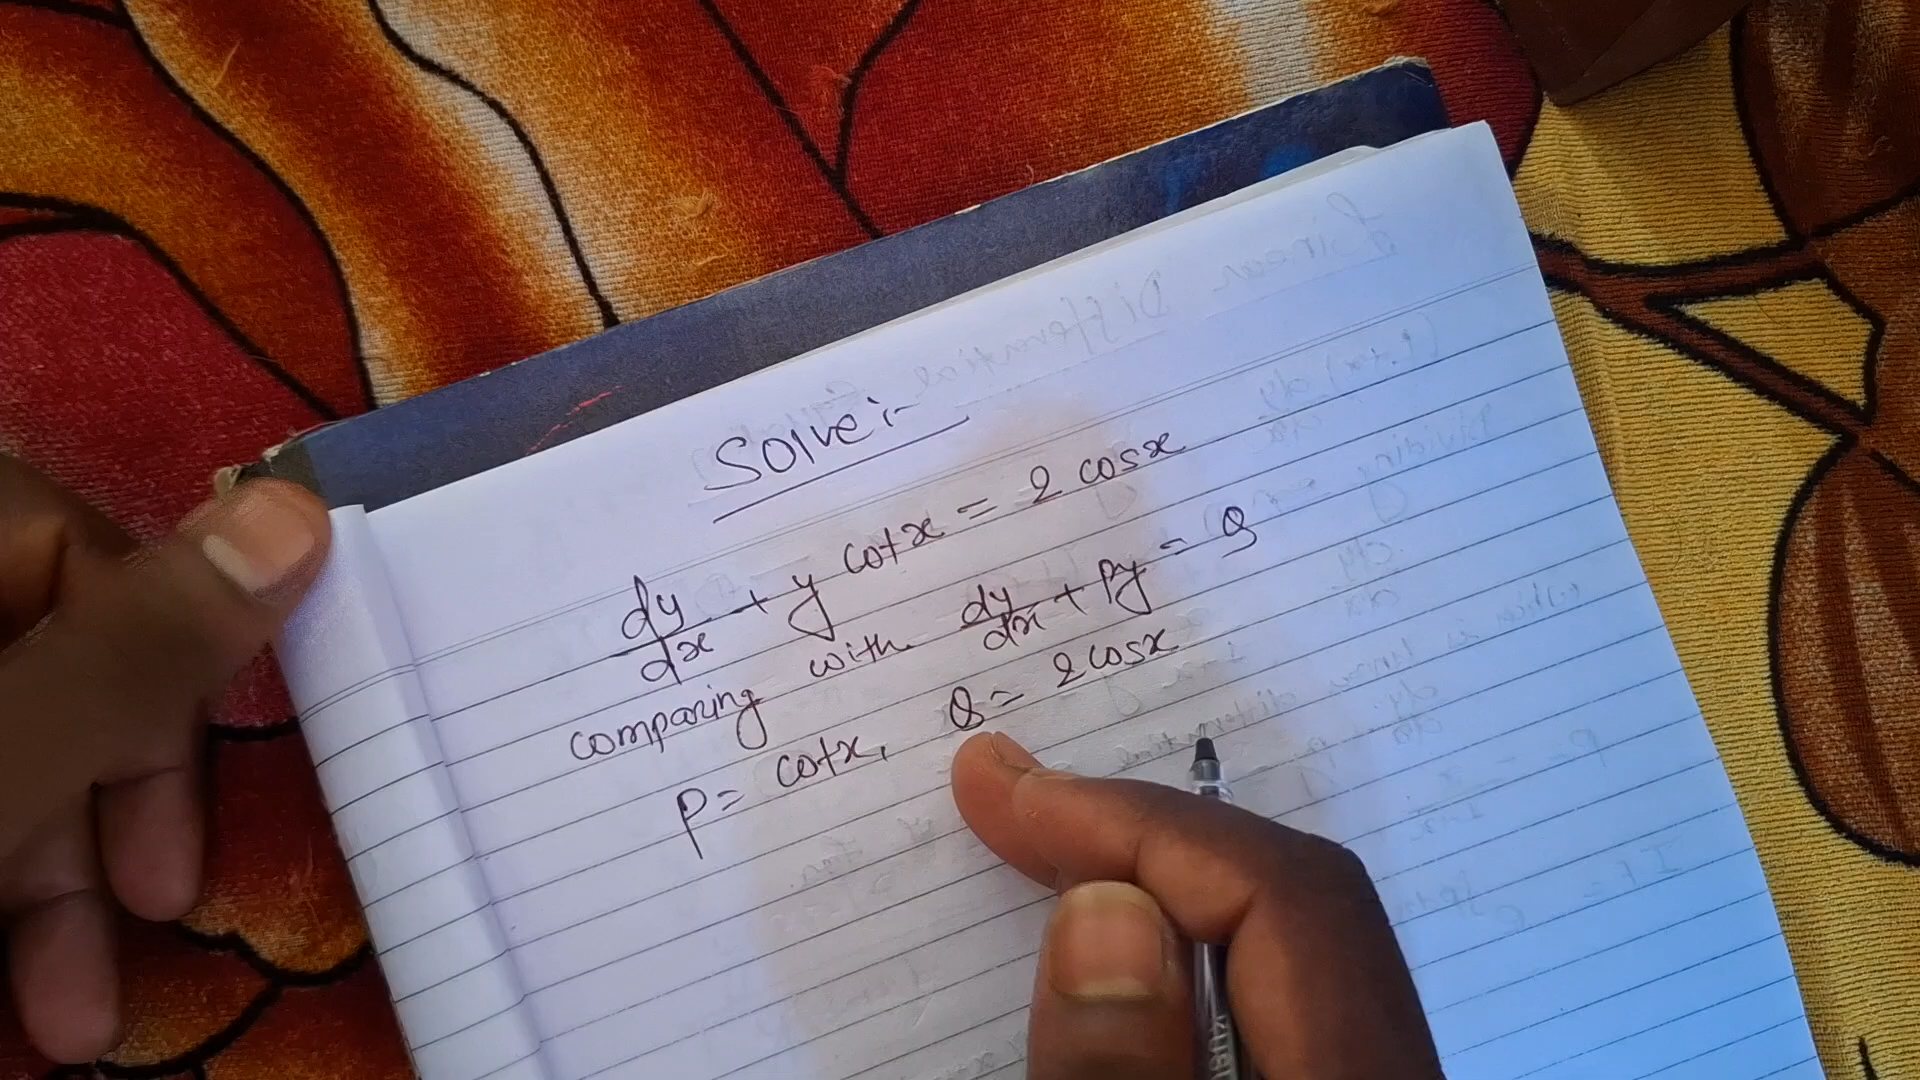 Solve:-
dy/dx + y cotx = 2 cosx
comparing with dy/dx + Py = Q
P = cotx, Q = 2cosx